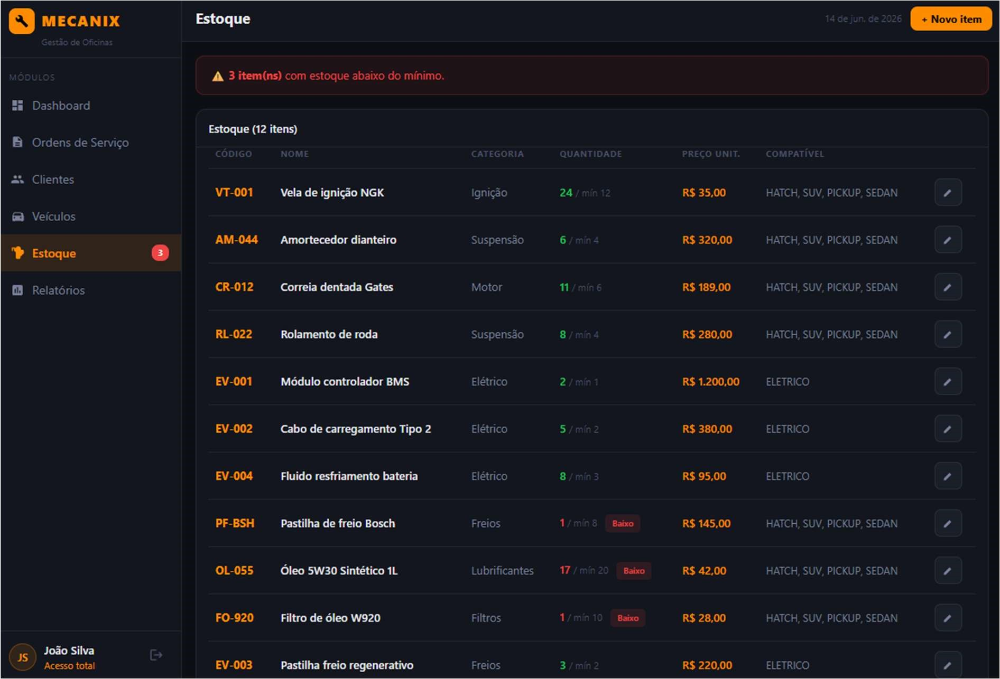 MECANIX
Gestão de Oficinas
MÓDULOS
Dashboard
Ordens de Serviço
Clientes
Veículos
Estoque 3
Relatórios
JS João Silva
Acesso total
Estoque 14 de jun. de 2026 + Novo item
3 item(ns) com estoque abaixo do mínimo.
Estoque (12 itens)
CÓDIGO NOME CATEGORIA QUANTIDADE PREÇO UNIT. COMPATÍVEL
VT-001 Vela de ignição NGK Ignição 24 / mín 12 R$ 35,00 HATCH, SUV, PICKUP, SEDAN
AM-044 Amortecedor dianteiro Suspensão 6 / mín 4 R$ 320,00 HATCH, SUV, PICKUP, SEDAN
CR-012 Correia dentada Gates Motor 11 / mín 6 R$ 189,00 HATCH, SUV, PICKUP, SEDAN
RL-022 Rolamento de roda Suspensão 8 / mín 4 R$ 280,00 HATCH, SUV, PICKUP, SEDAN
EV-001 Módulo controlador BMS Elétrico 2 / mín 1 R$ 1.200,00 ELETRICO
EV-002 Cabo de carregamento Tipo 2 Elétrico 5 / mín 2 R$ 380,00 ELETRICO
EV-004 Fluido resfriamento bateria Elétrico 8 / mín 3 R$ 95,00 ELETRICO
PF-BSH Pastilha de freio Bosch Freios 1 / mín 8 Baixo R$ 145,00 HATCH, SUV, PICKUP, SEDAN
OL-055 Óleo 5W30 Sintético 1L Lubrificantes 17 / mín 20 Baixo R$ 42,00 HATCH, SUV, PICKUP, SEDAN
FO-920 Filtro de óleo W920 Filtros 1 / mín 10 Baixo R$ 28,00 HATCH, SUV, PICKUP, SEDAN
EV-003 Pastilha freio regenerativo Freios 3 / mín 2 R$ 220,00 ELETRICO